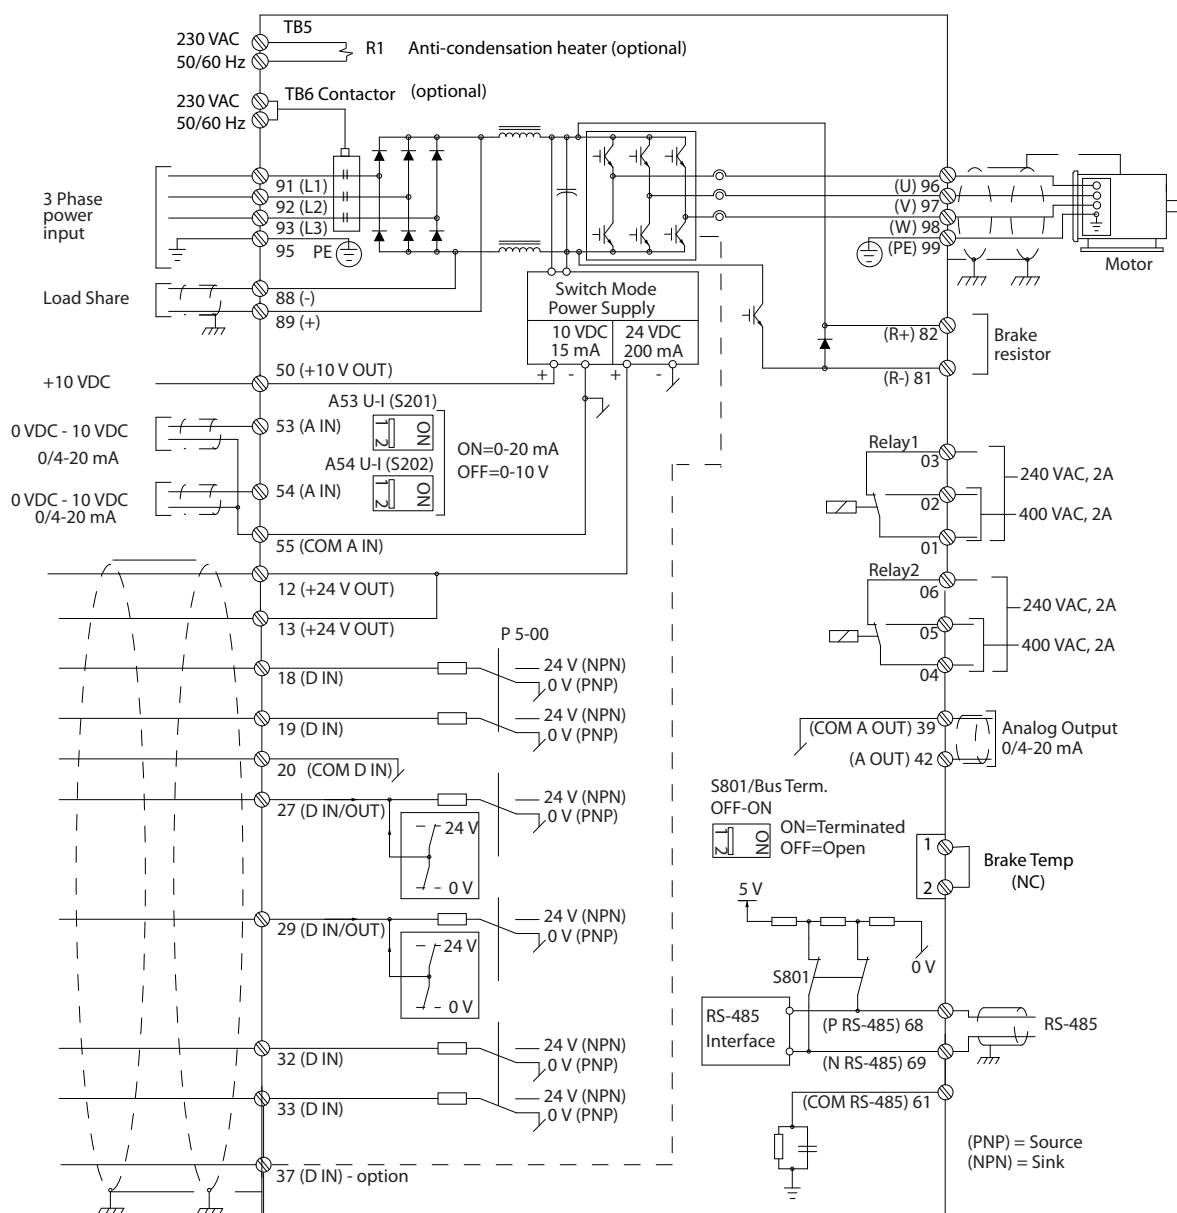 230 VAC
50/60 Hz
TB5
R1
Anti-condensation heater (optional)
230 VAC
50/60 Hz
TB6 Contactor
(optional)
3 Phase
power
input
91 (L1)
92 (L2)
93 (L3)
95
PE
(U) 96
(V) 97
(W) 98
(PE) 99
Motor
Load Share
88 (-)
89 (+)
Switch Mode
Power Supply
10 VDC
15 mA
24 VDC
200 mA
+
-
+
-
(R+) 82
(R-) 81
Brake
resistor
+10 VDC
50 (+10 V OUT)
0 VDC - 10 VDC
0/4-20 mA
53 (A IN)
A53 U-I (S201)
1 2
ON
A54 U-I (S202)
1 2
ON
ON=0-20 mA
OFF=0-10 V
0 VDC - 10 VDC
0/4-20 mA
54 (A IN)
55 (COM A IN)
Relay1
03
02
01
240 VAC, 2A
400 VAC, 2A
Relay2
06
05
04
240 VAC, 2A
400 VAC, 2A
12 (+24 V OUT)
13 (+24 V OUT)
P 5-00
18 (D IN)
24 V (NPN)
0 V (PNP)
19 (D IN)
24 V (NPN)
0 V (PNP)
20 (COM D IN)
27 (D IN/OUT)
24 V (NPN)
0 V (PNP)
24 V
0 V
29 (D IN/OUT)
24 V (NPN)
0 V (PNP)
24 V
0 V
32 (D IN)
24 V (NPN)
0 V (PNP)
33 (D IN)
24 V (NPN)
0 V (PNP)
37 (D IN) - option
(COM A OUT) 39
(A OUT) 42
Analog Output
0/4-20 mA
S801/Bus Term.
OFF-ON
1 2
ON
ON=Terminated
OFF=Open
1
2
Brake Temp
(NC)
5 V
0 V
S801
RS-485
Interface
(P RS-485) 68
(N RS-485) 69
RS-485
(COM RS-485) 61
(PNP) = Source
(NPN) = Sink